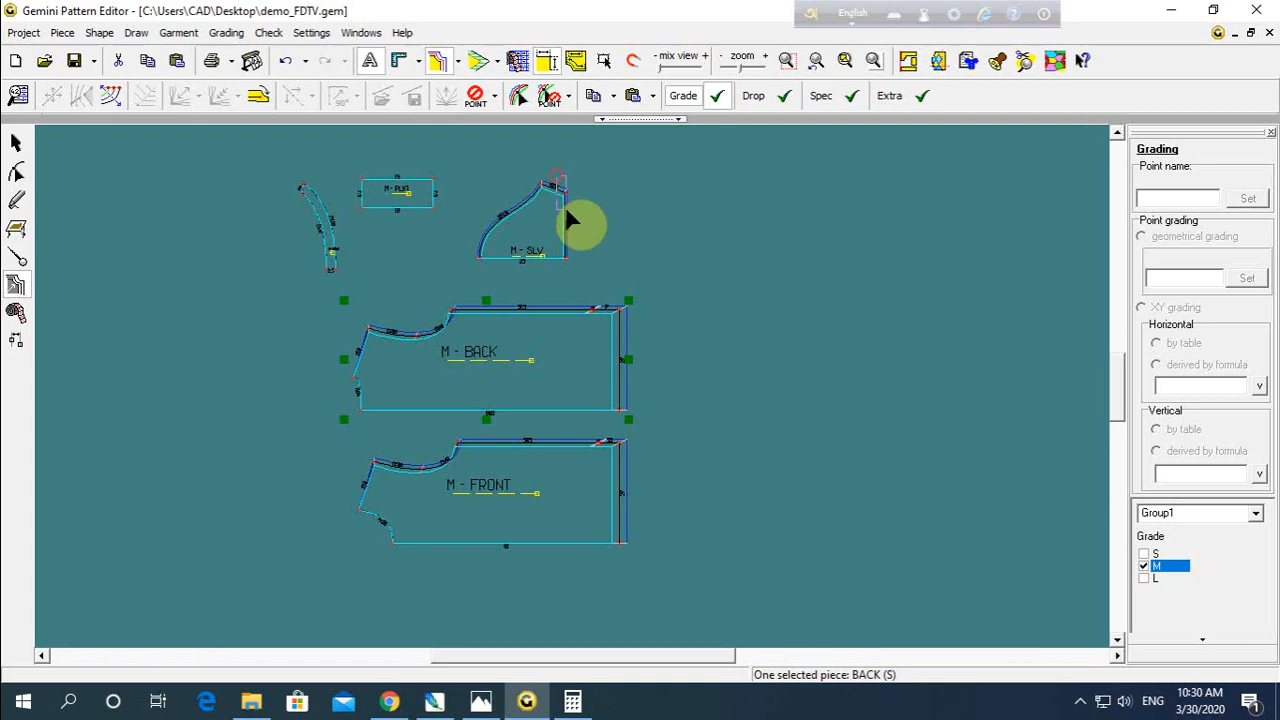 Gemini Pattern Editor - [C:\Users\CAD\Desktop\demo_FDTV.gem]
English
Project Piece Shape Draw Garment Grading Check Settings Windows Help
- mix view + - zoom +
POINT POINT Grade Drop Spec Extra
90°
Grading
Point name:
Set
Point grading
geometrical grading
Set
XY grading
Horizontal
by table
derived by formula
v
Vertical
by table
derived by formula
v
Group1
Grade
S
M
L
M - SLV
M - BACK
M - FRONT
One selected piece: BACK (S)
ENG
10:30 AM
3/30/2020